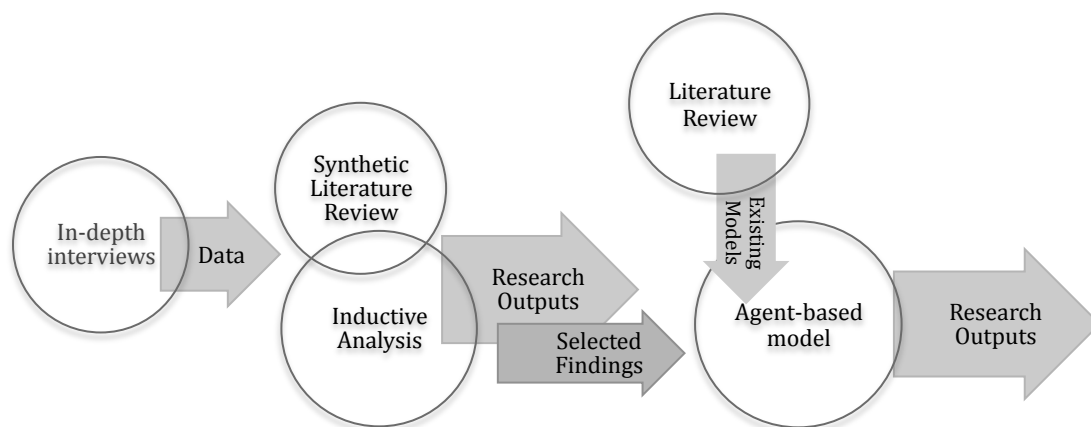 In-depth
interviews
Data
Synthetic
Literature
Review
Inductive
Analysis
Research
Outputs
Selected
Findings
Literature
Review
Existing
Models
Agent-based
model
Research
Outputs